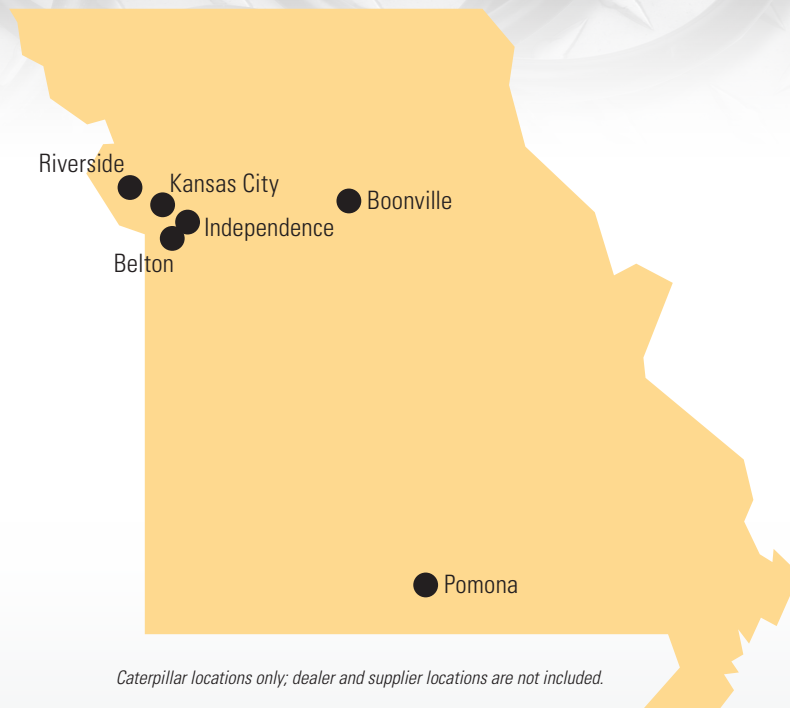 Riverside
Kansas City
Boonville
Independence
Belton
Pomona
Caterpillar locations only; dealer and supplier locations are not included.